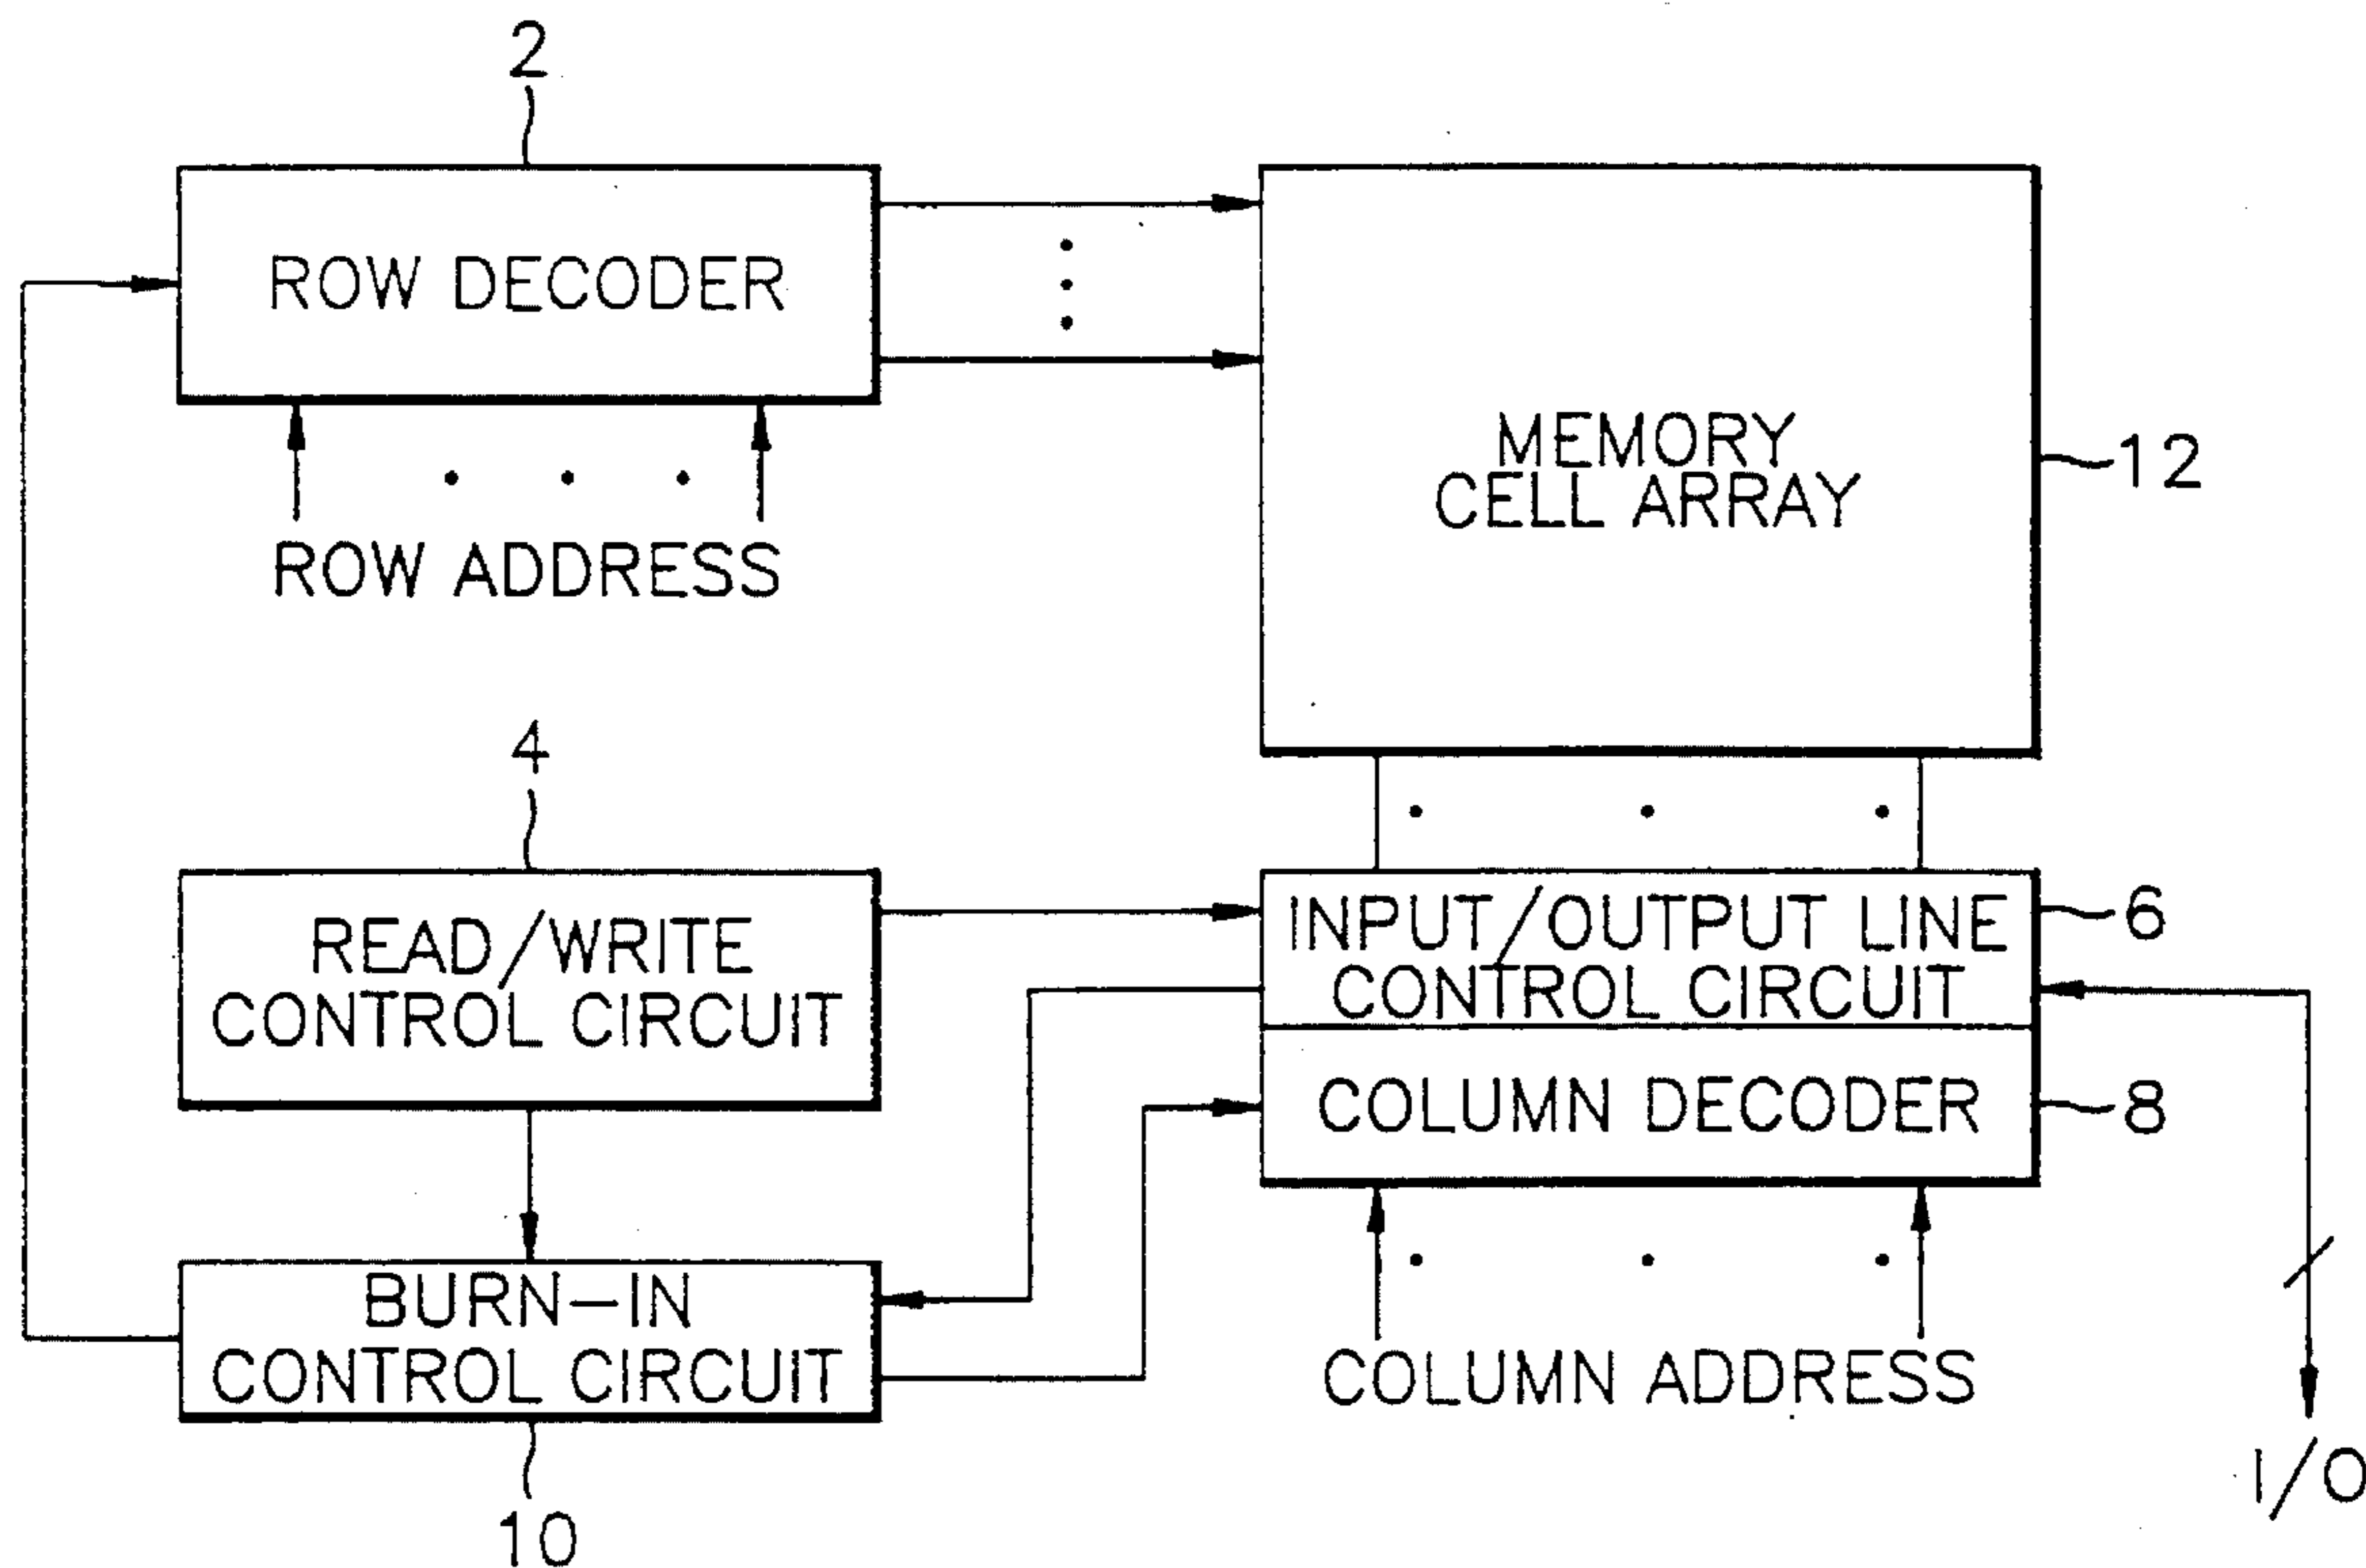 2
ROW DECODER
ROW ADDRESS
MEMORY
CELL ARRAY
12
4
READ/WRITE
CONTROL CIRCUIT
INPUT/OUTPUT LINE
CONTROL CIRCUIT
6
COLUMN DECODER
8
BURN-IN
CONTROL CIRCUIT
10
COLUMN ADDRESS
I/O